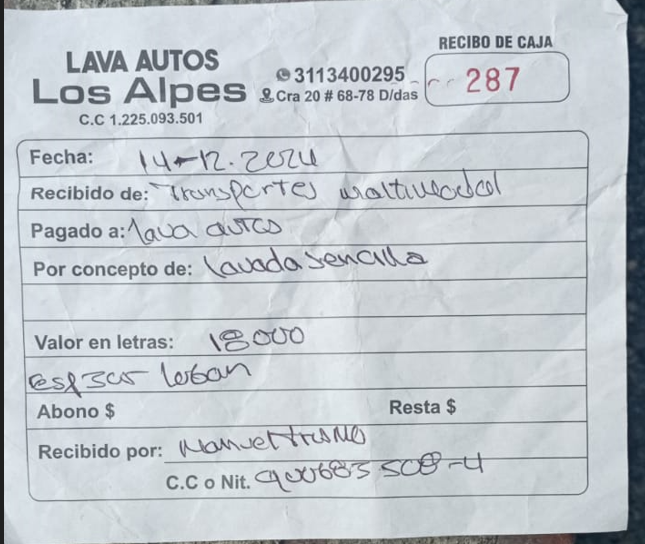 RECIBO DE CAJA
LAVA AUTOS
Los Alpes
C.C 1.225.093.501
3113400295
Cra 20 # 68-78 D/das
287
Fecha: 14-12.2024
Recibido de: Transportes multimodal
Pagado a: lava autos
Por concepto de: lavada sencilla
Valor en letras: 18000
Abono $ Resta $
Recibido por: Manuel
C.C o Nit. 900683508-4